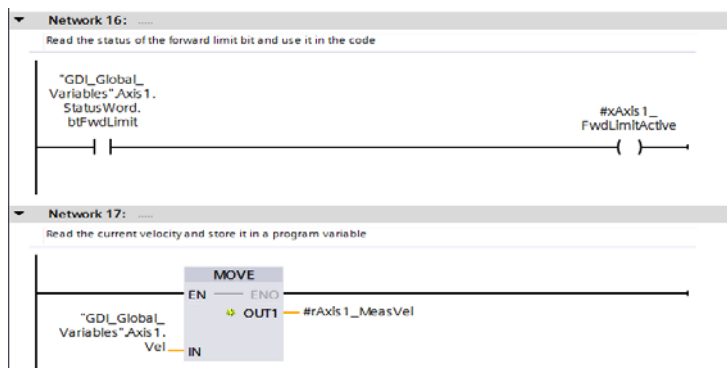 Network 16: ....
Read the status of the forward limit bit and use it in the code
"GDI_Global_
Variables".Axis1.
StatusWord.
btFwdLimit
#xAxis1_
FwdLimitActive
Network 17: ....
Read the current velocity and store it in a program variable
MOVE
EN
ENO
OUT1
#rAxis1_MeasVel
"GDI_Global_
Variables".Axis1.
Vel
IN